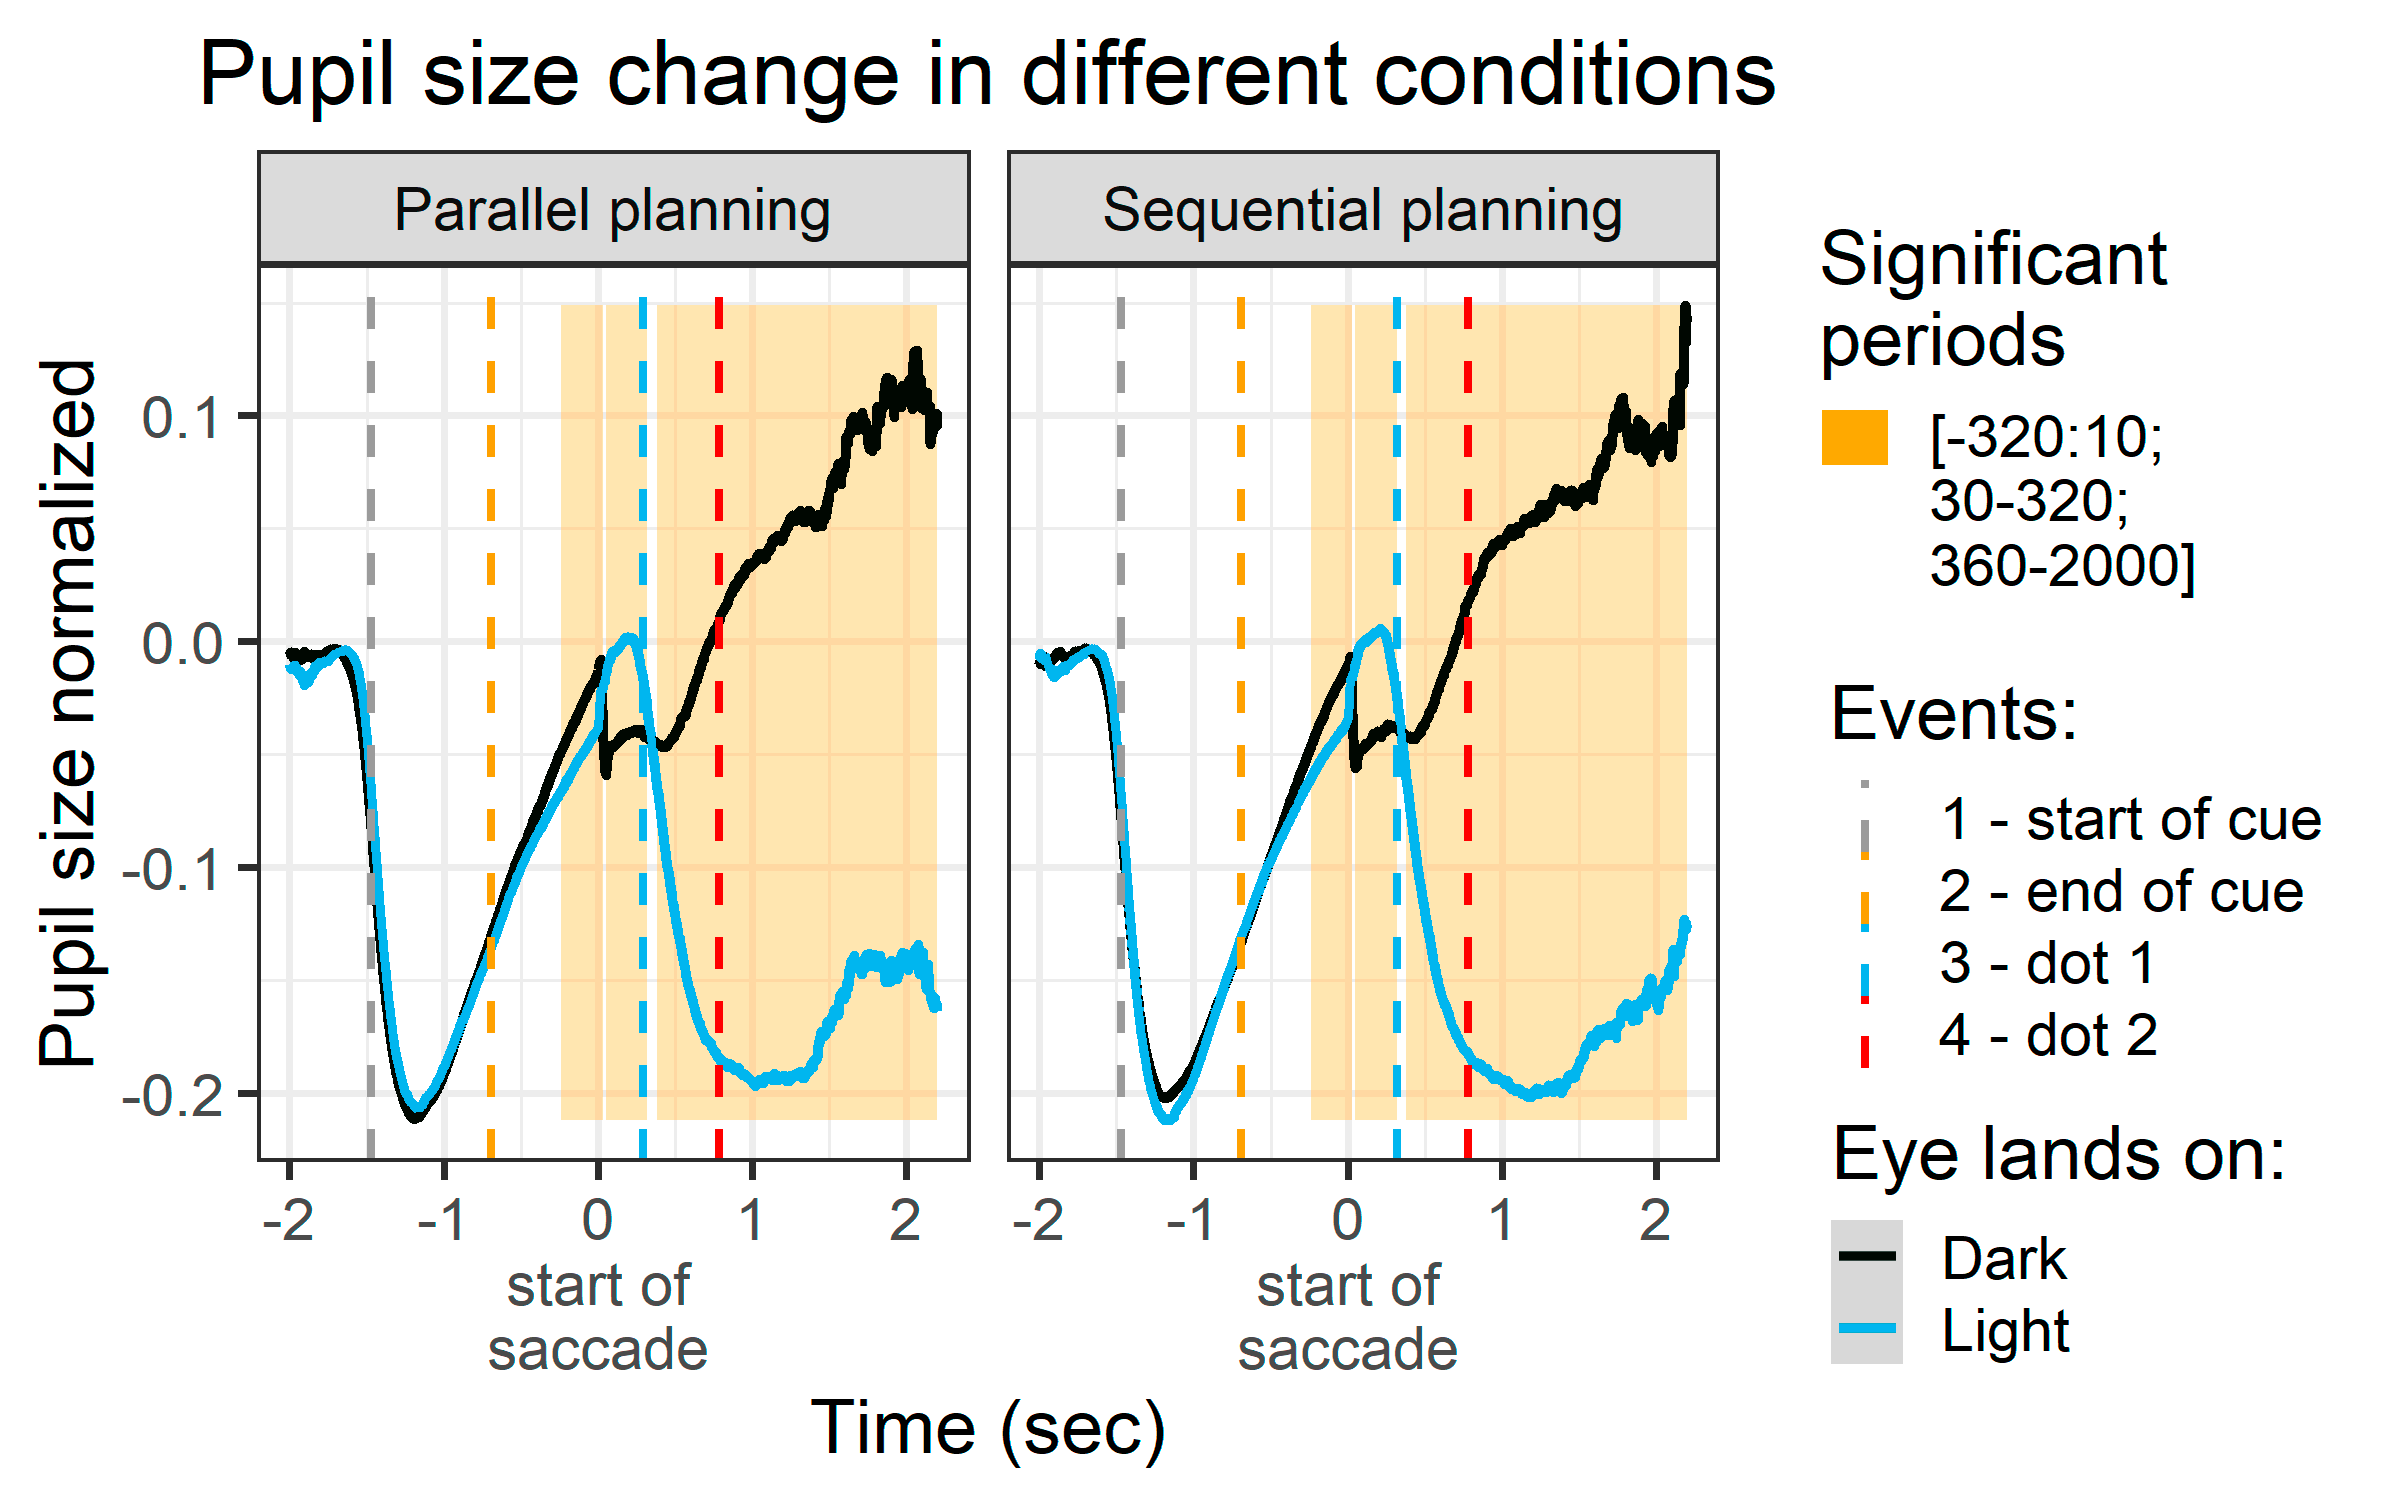 Pupil size change in different conditions
Parallel planning
Sequential planning
Pupil size normalized
0.1
0.0
-0.1
-0.2
-2
-1
0
1
2
start of
saccade
-2
-1
0
1
2
start of
saccade
Time (sec)
Significant
periods
[-320:10;
30-320;
360-2000]
Events:
1 - start of cue
2 - end of cue
3 - dot 1
4 - dot 2
Eye lands on:
Dark
Light